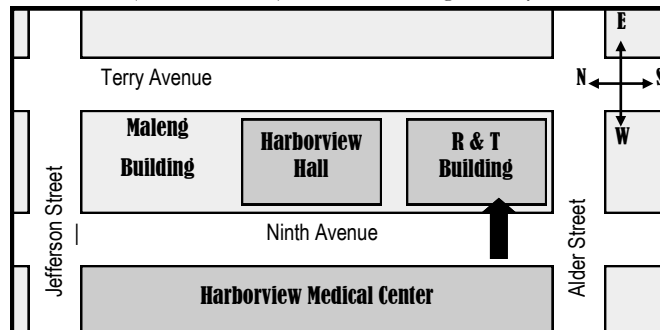 E
Terry Avenue
N
S
W
Maleng
Building
Harborview
Hall
R & T
Building
Jefferson Street
|
Ninth Avenue
Alder Street
Harborview Medical Center